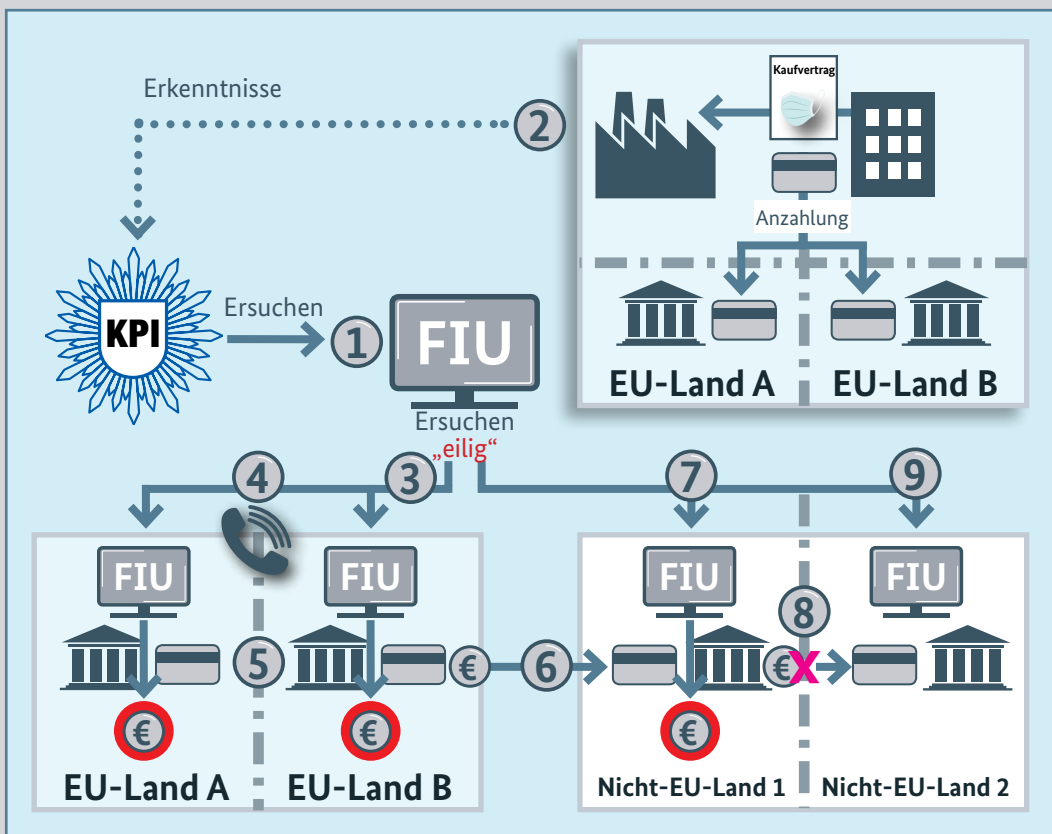 Kaufvertrag
Erkenntnisse
2
Anzahlung
KPI
Ersuchen
1
FIU
EU-Land A
EU-Land B
Ersuchen
„eilig“
4
3
7
9
FIU
FIU
FIU
FIU
8
5
€
6
€
X
€
€
€
EU-Land A
EU-Land B
Nicht-EU-Land 1
Nicht-EU-Land 2